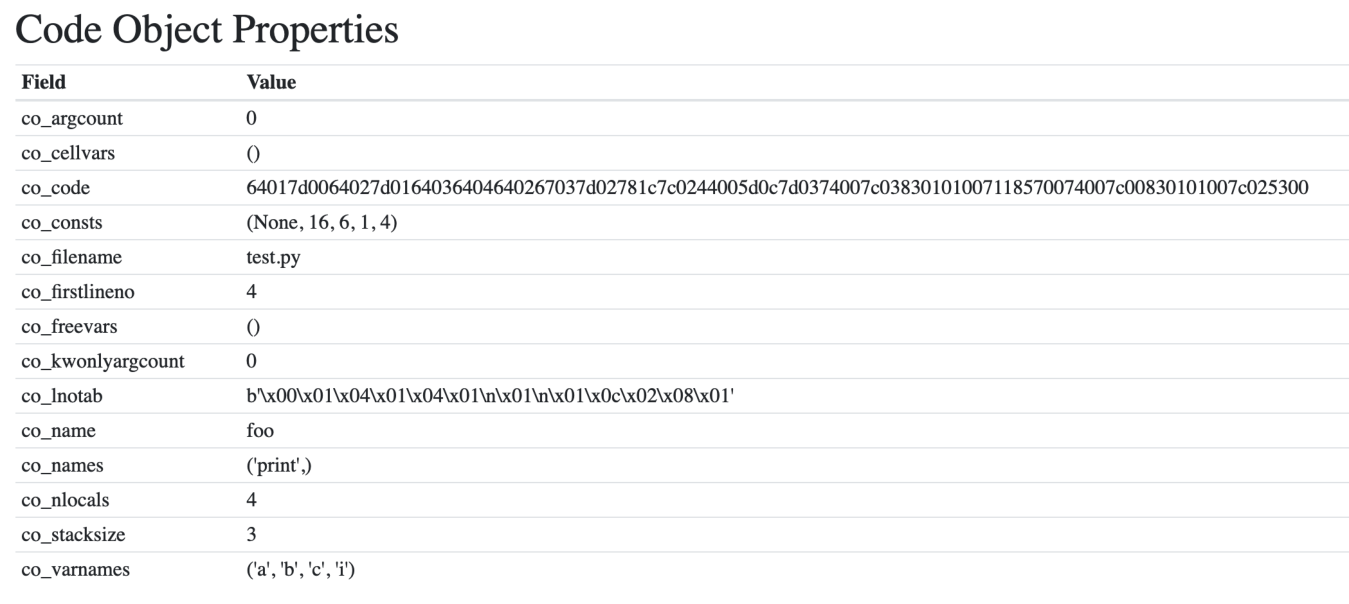 Code Object Properties
Field Value
co_argcount 0
co_cellvars ()
co_code 64017d0064027d0164036404640267037d02781c7c0244005d0c7d0374007c03830101007118570074007c00830101007c025300
co_consts (None, 16, 6, 1, 4)
co_filename test.py
co_firstlineno 4
co_freevars ()
co_kwonlyargcount 0
co_lnotab b'\x00\x01\x04\x01\x04\x01\n\x01\n\x01\x0c\x02\x08\x01'
co_name foo
co_names ('print',)
co_nlocals 4
co_stacksize 3
co_varnames ('a', 'b', 'c', 'i')